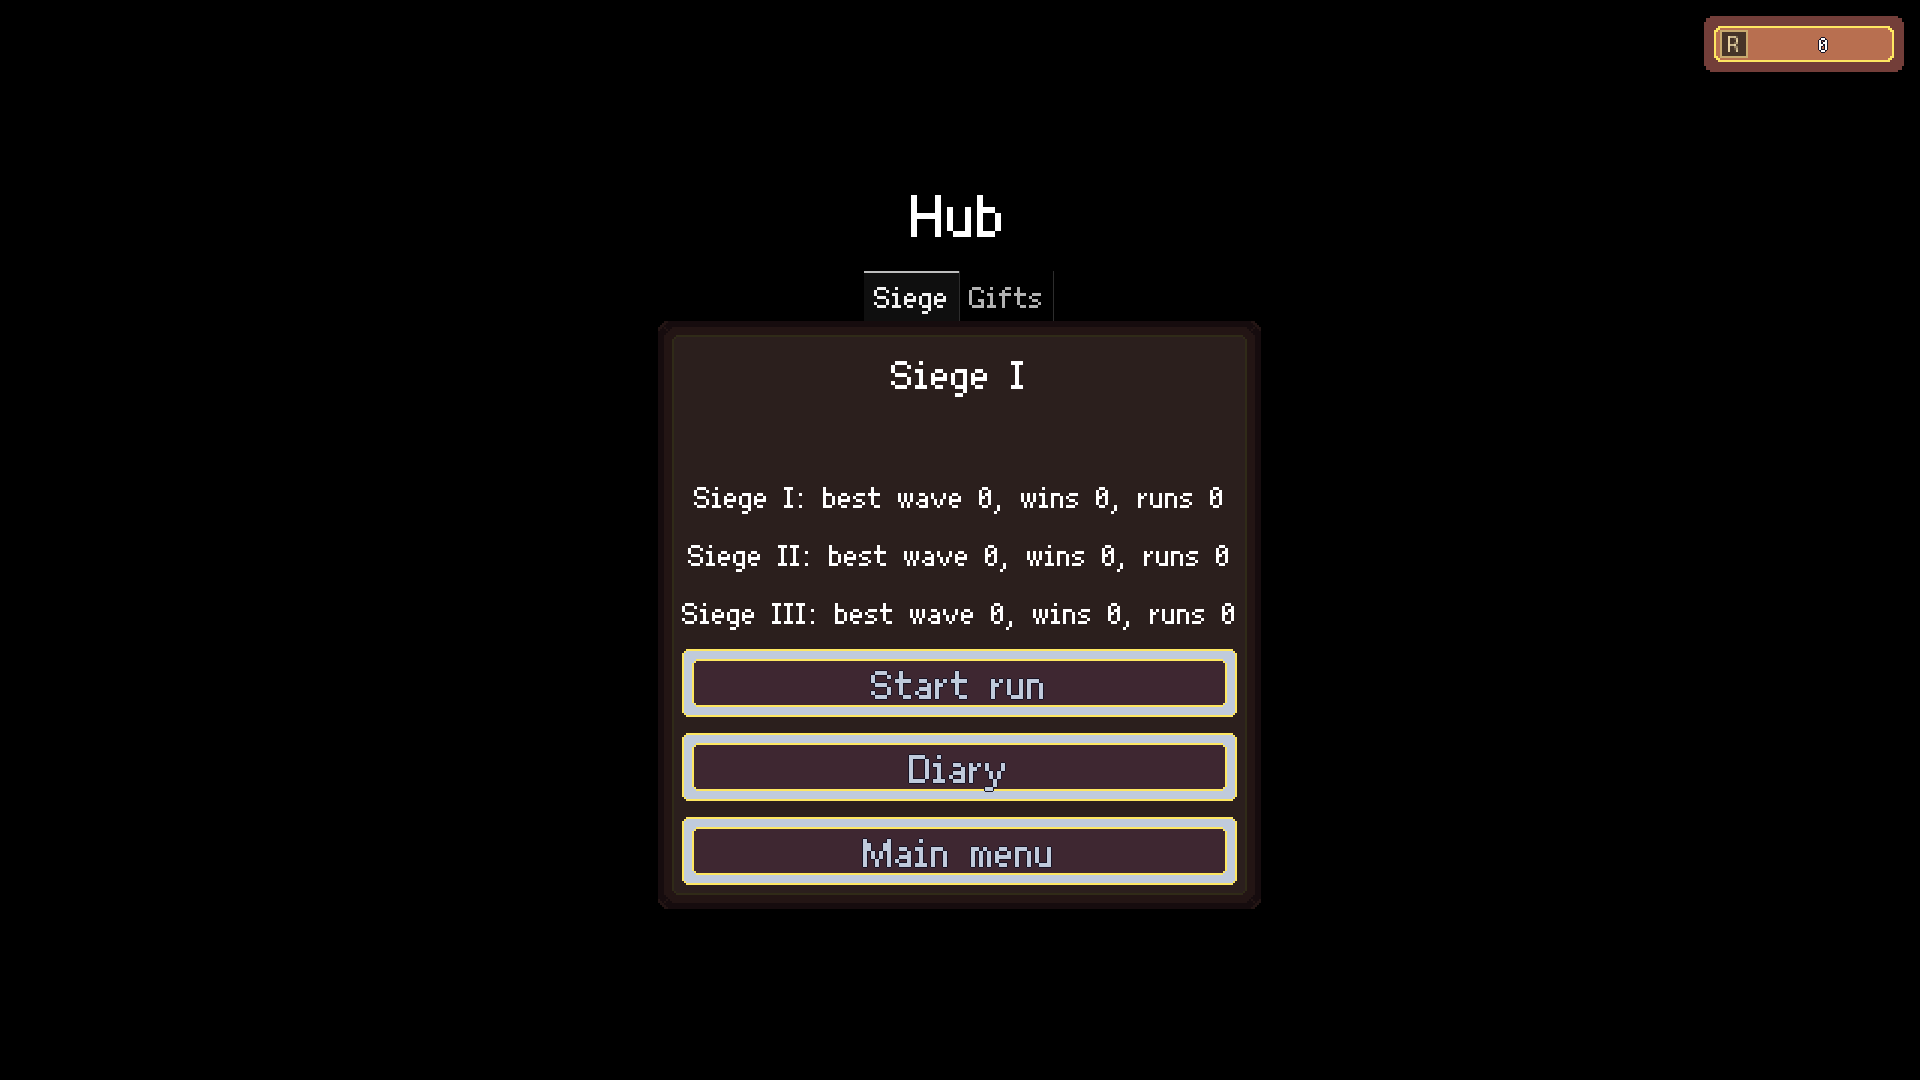 R 0
Hub
Siege Gifts
Siege I
Siege I: best wave 0, wins 0, runs 0
Siege II: best wave 0, wins 0, runs 0
Siege III: best wave 0, wins 0, runs 0
Start run
Diary
Main menu